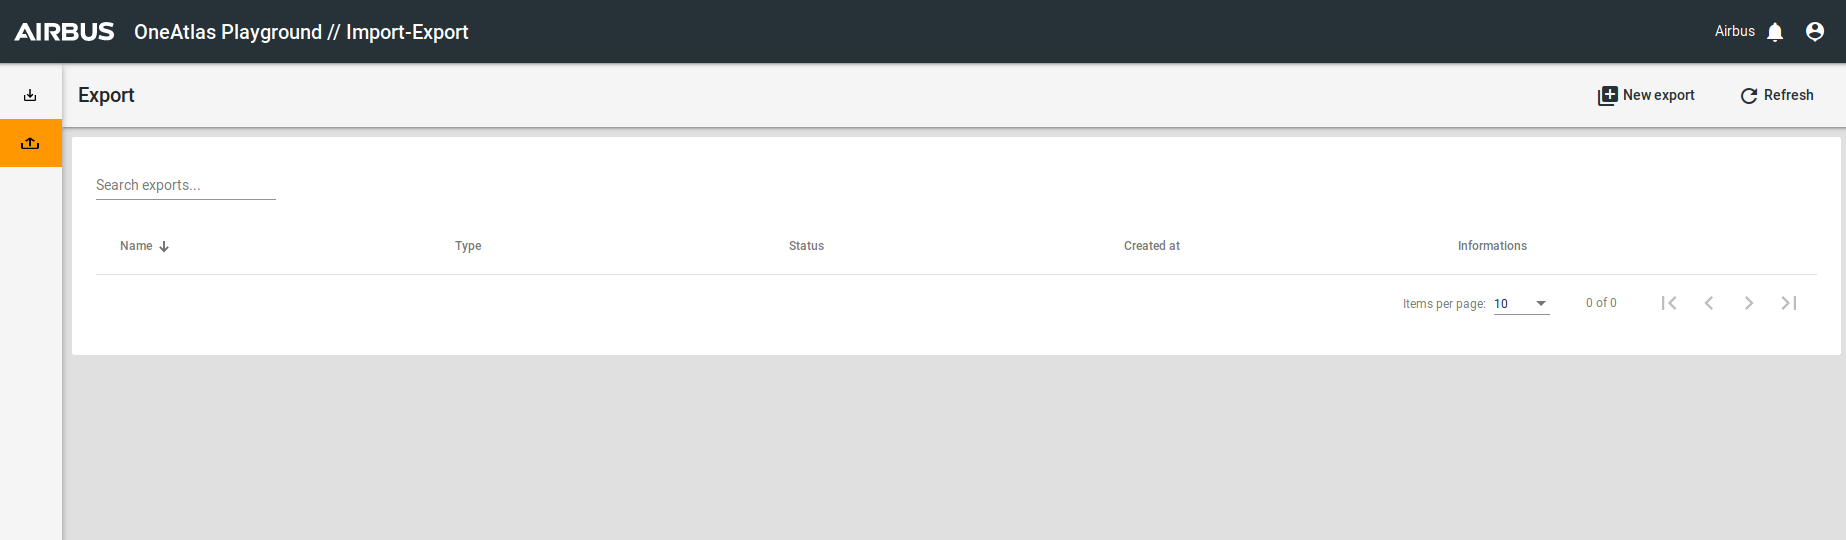 AIRBUS OneAtlas Playground // Import-Export Airbus
Export New export Refresh
Search exports...
Name Type Status Created at Informations
Items per page: 10 0 of 0